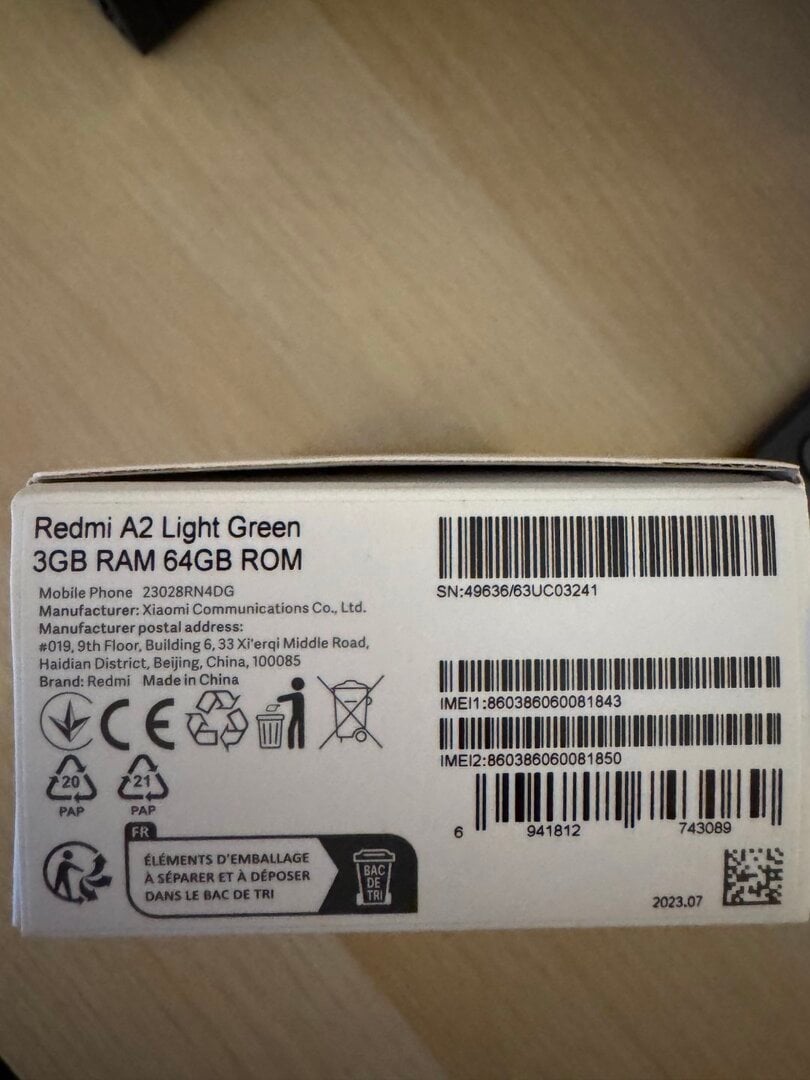 Redmi A2 Light Green
3GB RAM 64GB ROM
Mobile Phone 23028RN4DG
Manufacturer: Xiaomi Communications Co., Ltd.
Manufacturer postal address:
#019, 9th Floor, Building 6, 33 Xi'erqi Middle Road,
Haidian District, Beijing, China, 100085
Brand: Redmi Made in China
CE
20
PAP
21
PAP
FR
ÉLÉMENTS D'EMBALLAGE
À SÉPARER ET À DÉPOSER
DANS LE BAC DE TRI
BAC
DE
TRI
SN:49636/63UC03241
IMEI1:860386060081843
IMEI2:860386060081850
6 941812 743089
2023.07